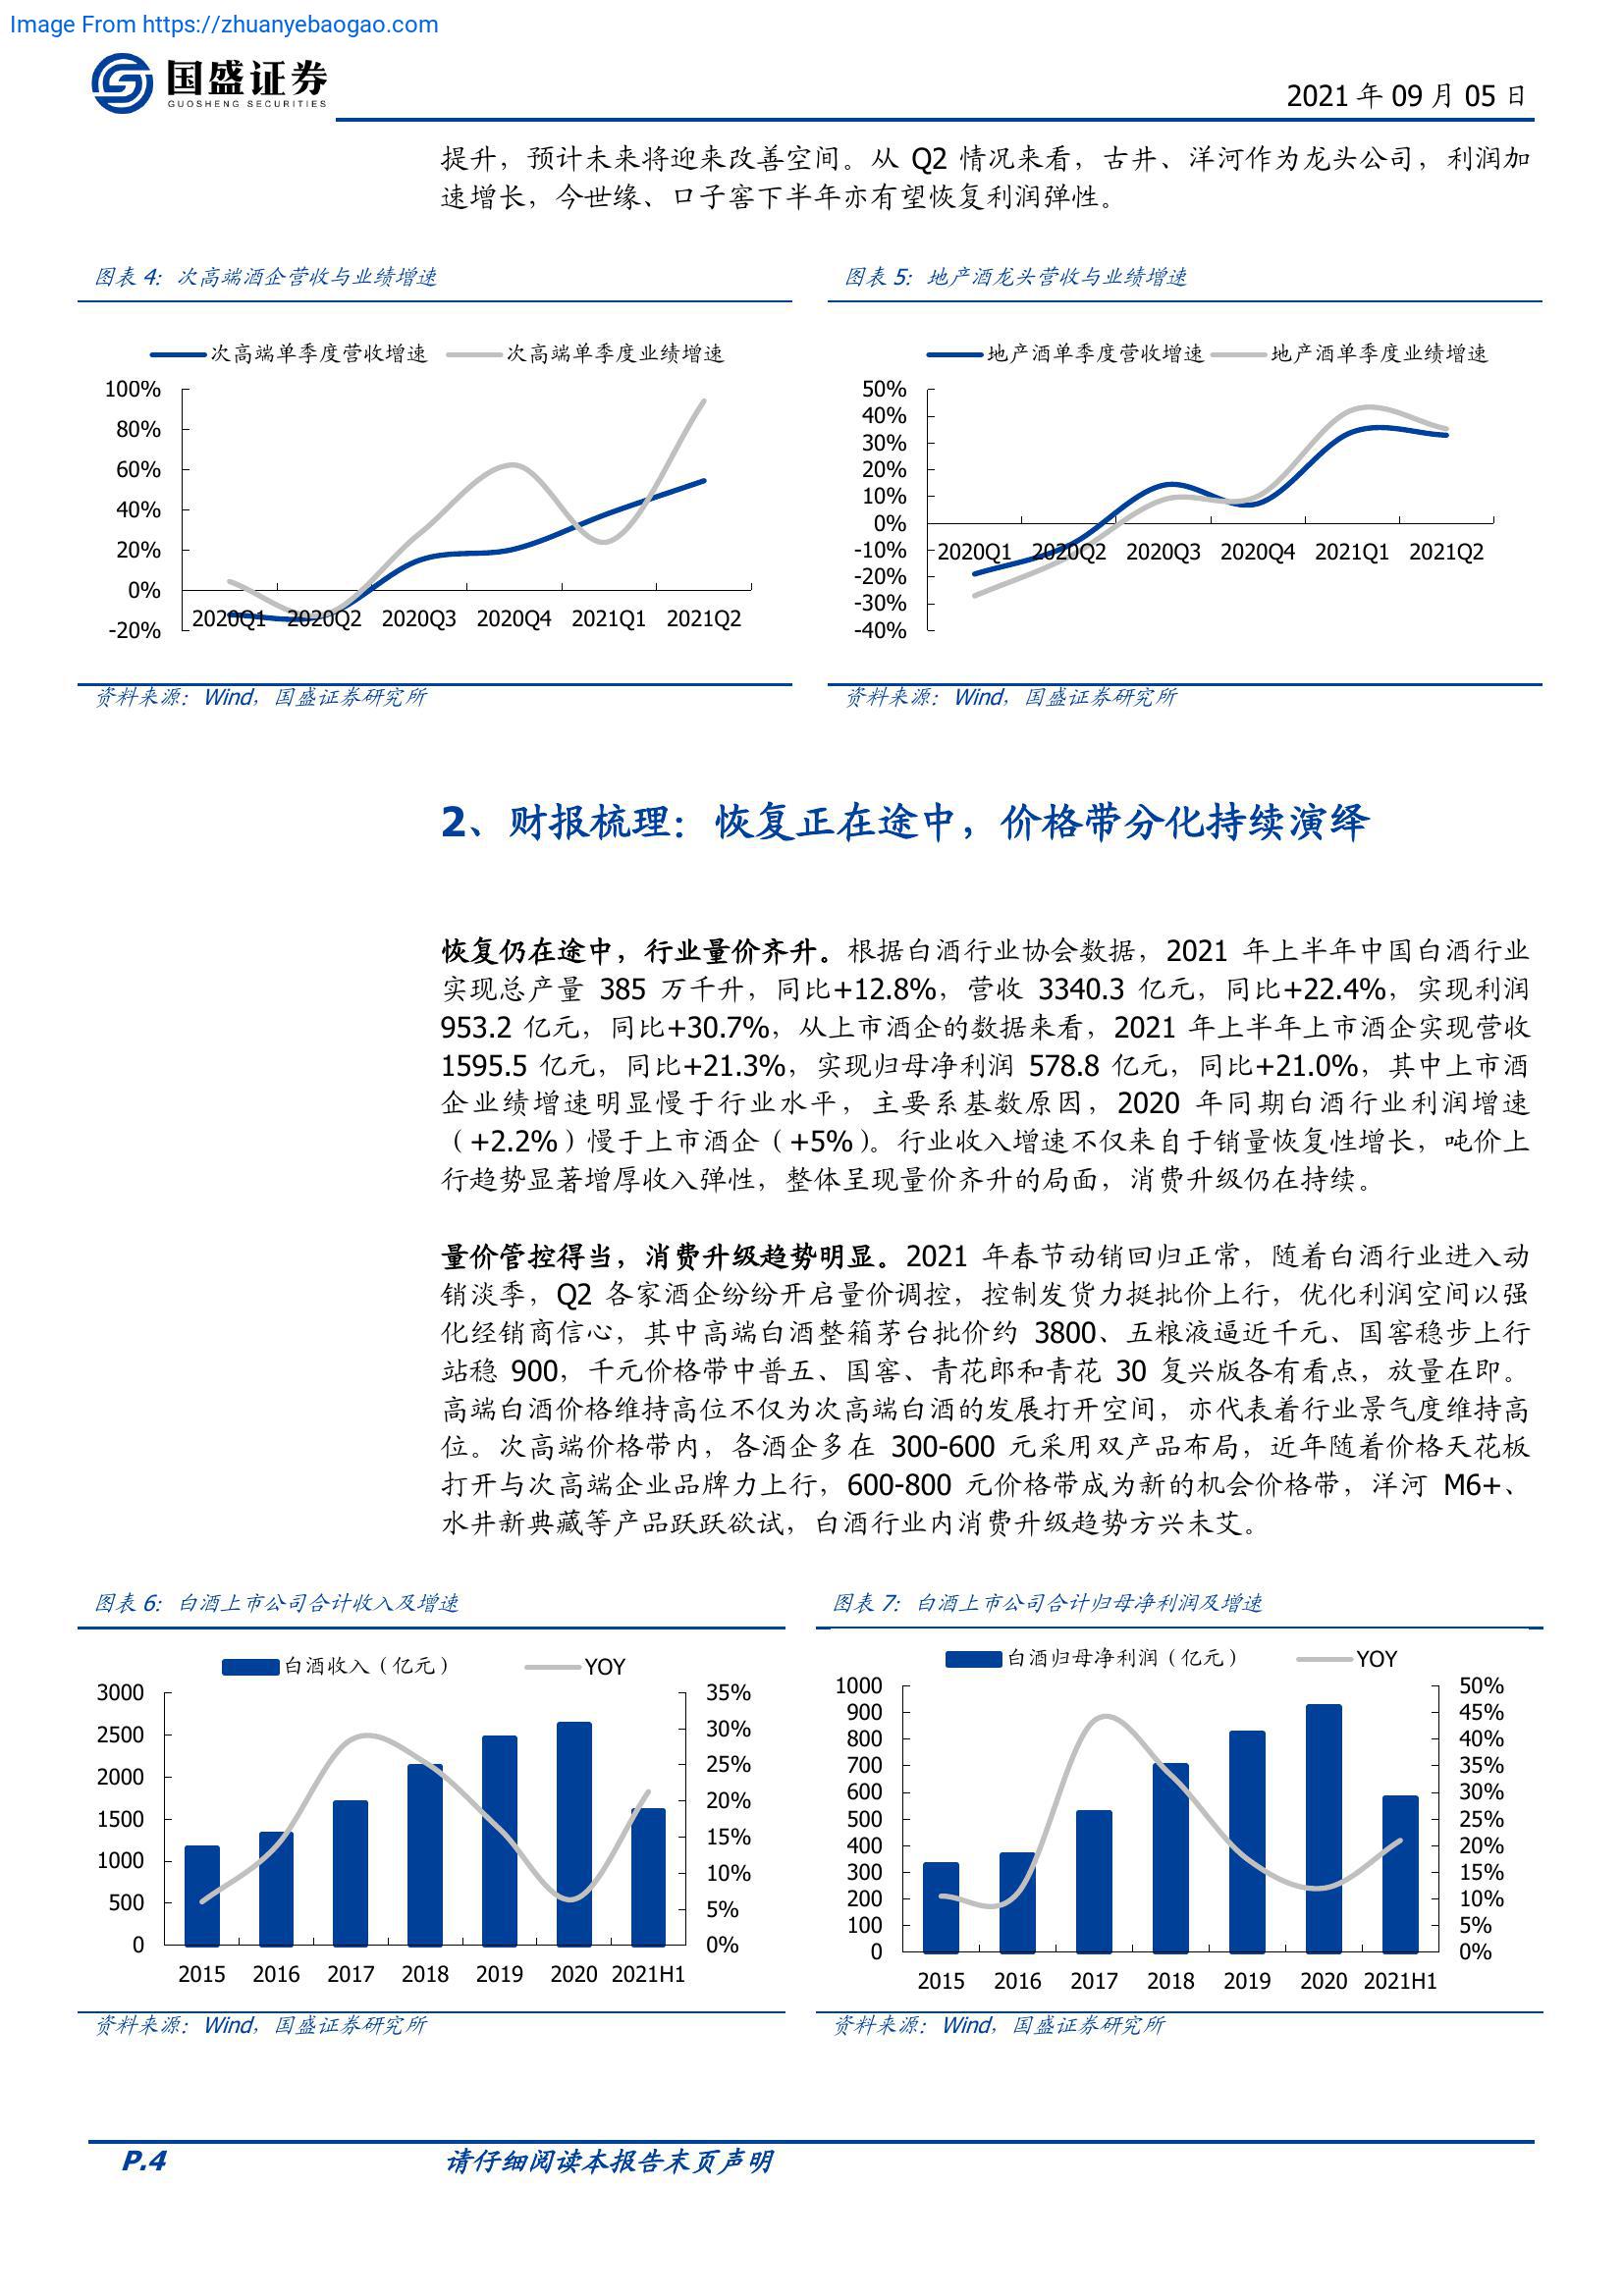 Image From https://zhuanyebaogao.com
国盛证券
GUOSHENG SECURITIES
2021 年 09 月 05 日
提升，预计未来将迎来改善空间。从 Q2 情况来看，古井、洋河作为龙头公司，利润加
速增长，今世缘、口子窖下半年亦有望恢复利润弹性。
图表 4：次高端酒企营收与业绩增速
次高端单季度营收增速 次高端单季度业绩增速
100%
80%
60%
40%
20%
0%
-20%
2020Q1 2020Q2 2020Q3 2020Q4 2021Q1 2021Q2
资料来源：Wind，国盛证券研究所
图表 5：地产酒龙头营收与业绩增速
地产酒单季度营收增速 地产酒单季度业绩增速
50%
40%
30%
20%
10%
0%
-10%
-20%
-30%
-40%
2020Q1 2020Q2 2020Q3 2020Q4 2021Q1 2021Q2
资料来源：Wind，国盛证券研究所
2、财报梳理：恢复正在途中，价格带分化持续演绎
恢复仍在途中，行业量价齐升。根据白酒行业协会数据，2021 年上半年中国白酒行业
实现总产量 385 万千升，同比+12.8%，营收 3340.3 亿元，同比+22.4%，实现利润
953.2 亿元，同比+30.7%，从上市酒企的数据来看，2021 年上半年上市酒企实现营收
1595.5 亿元，同比+21.3%，实现归母净利润 578.8 亿元，同比+21.0%，其中上市酒
企业绩增速明显慢于行业水平，主要系基数原因，2020 年同期白酒行业利润增速
（+2.2%）慢于上市酒企（+5%）。行业收入增速不仅来自于销量恢复性增长，吨价上
行趋势显著增厚收入弹性，整体呈现量价齐升的局面，消费升级仍在持续。
量价管控得当，消费升级趋势明显。2021 年春节动销回归正常，随着白酒行业进入动
销淡季，Q2 各家酒企纷纷开启量价调控，控制发货力挺批价上行，优化利润空间以强
化经销商信心，其中高端白酒整箱茅台批价约 3800、五粮液逼近千元、国窖稳步上行
站稳 900，千元价格带中普五、国窖、青花郎和青花 30 复兴版各有看点，放量在即。
高端白酒价格维持高位不仅为次高端白酒的发展打开空间，亦代表着行业景气度维持高
位。次高端价格带内，各酒企多在 300-600 元采用双产品布局，近年随着价格天花板
打开与次高端企业品牌力上行，600-800 元价格带成为新的机会价格带，洋河 M6+、
水井新典藏等产品跃跃欲试，白酒行业内消费升级趋势方兴未艾。
图表 6：白酒上市公司合计收入及增速
白酒收入（亿元） YOY
3000
2500
2000
1500
1000
500
0
35%
30%
25%
20%
15%
10%
5%
0%
2015 2016 2017 2018 2019 2020 2021H1
资料来源：Wind，国盛证券研究所
图表 7：白酒上市公司合计归母净利润及增速
白酒归母净利润（亿元） YOY
1000
900
800
700
600
500
400
300
200
100
0
50%
45%
40%
35%
30%
25%
20%
15%
10%
5%
0%
2015 2016 2017 2018 2019 2020 2021H1
资料来源：Wind，国盛证券研究所
P.4 请仔细阅读本报告末页声明